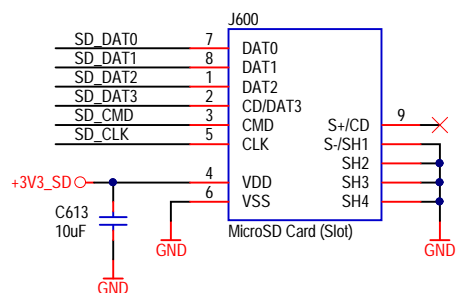 J600
SD_DAT0 7 DAT0
SD_DAT1 8 DAT1
SD_DAT2 1 DAT2
SD_DAT3 2 CD/DAT3
SD_CMD 3 CMD S+/CD 9
SD_CLK 5 CLK S-/SH1
SH2
+3V3_SD 4 VDD SH3
6 VSS SH4
C613
10uF
MicroSD Card (Slot)
GND
GND
GND